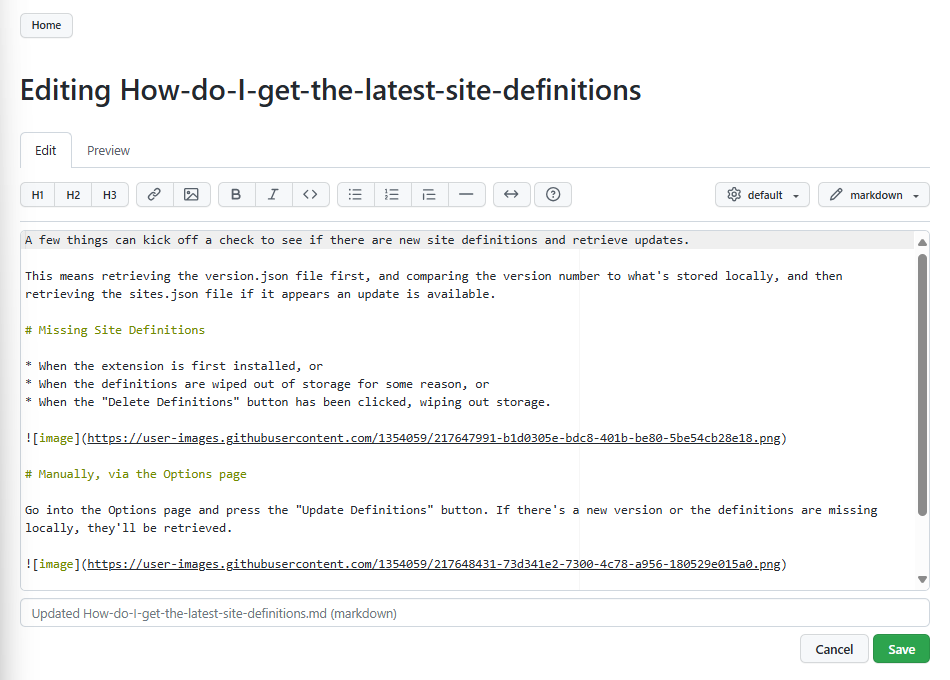 Home
Editing How-do-I-get-the-latest-site-definitions
Edit Preview
H1 H2 H3 B I <> default markdown
A few things can kick off a check to see if there are new site definitions and retrieve updates.
This means retrieving the version.json file first, and comparing the version number to what's stored locally, and then
retrieving the sites.json file if it appears an update is available.
# Missing Site Definitions
* When the extension is first installed, or
* When the definitions are wiped out of storage for some reason, or
* When the "Delete Definitions" button has been clicked, wiping out storage.
![image](https://user-images.githubusercontent.com/1354059/217647991-b1d0305e-bdc8-401b-be80-5be54cb28e18.png)
# Manually, via the Options page
Go into the Options page and press the "Update Definitions" button. If there's a new version or the definitions are missing
locally, they'll be retrieved.
![image](https://user-images.githubusercontent.com/1354059/217648431-73d341e2-7300-4c78-a956-180529e015a0.png)
Updated How-do-I-get-the-latest-site-definitions.md (markdown)
Cancel Save